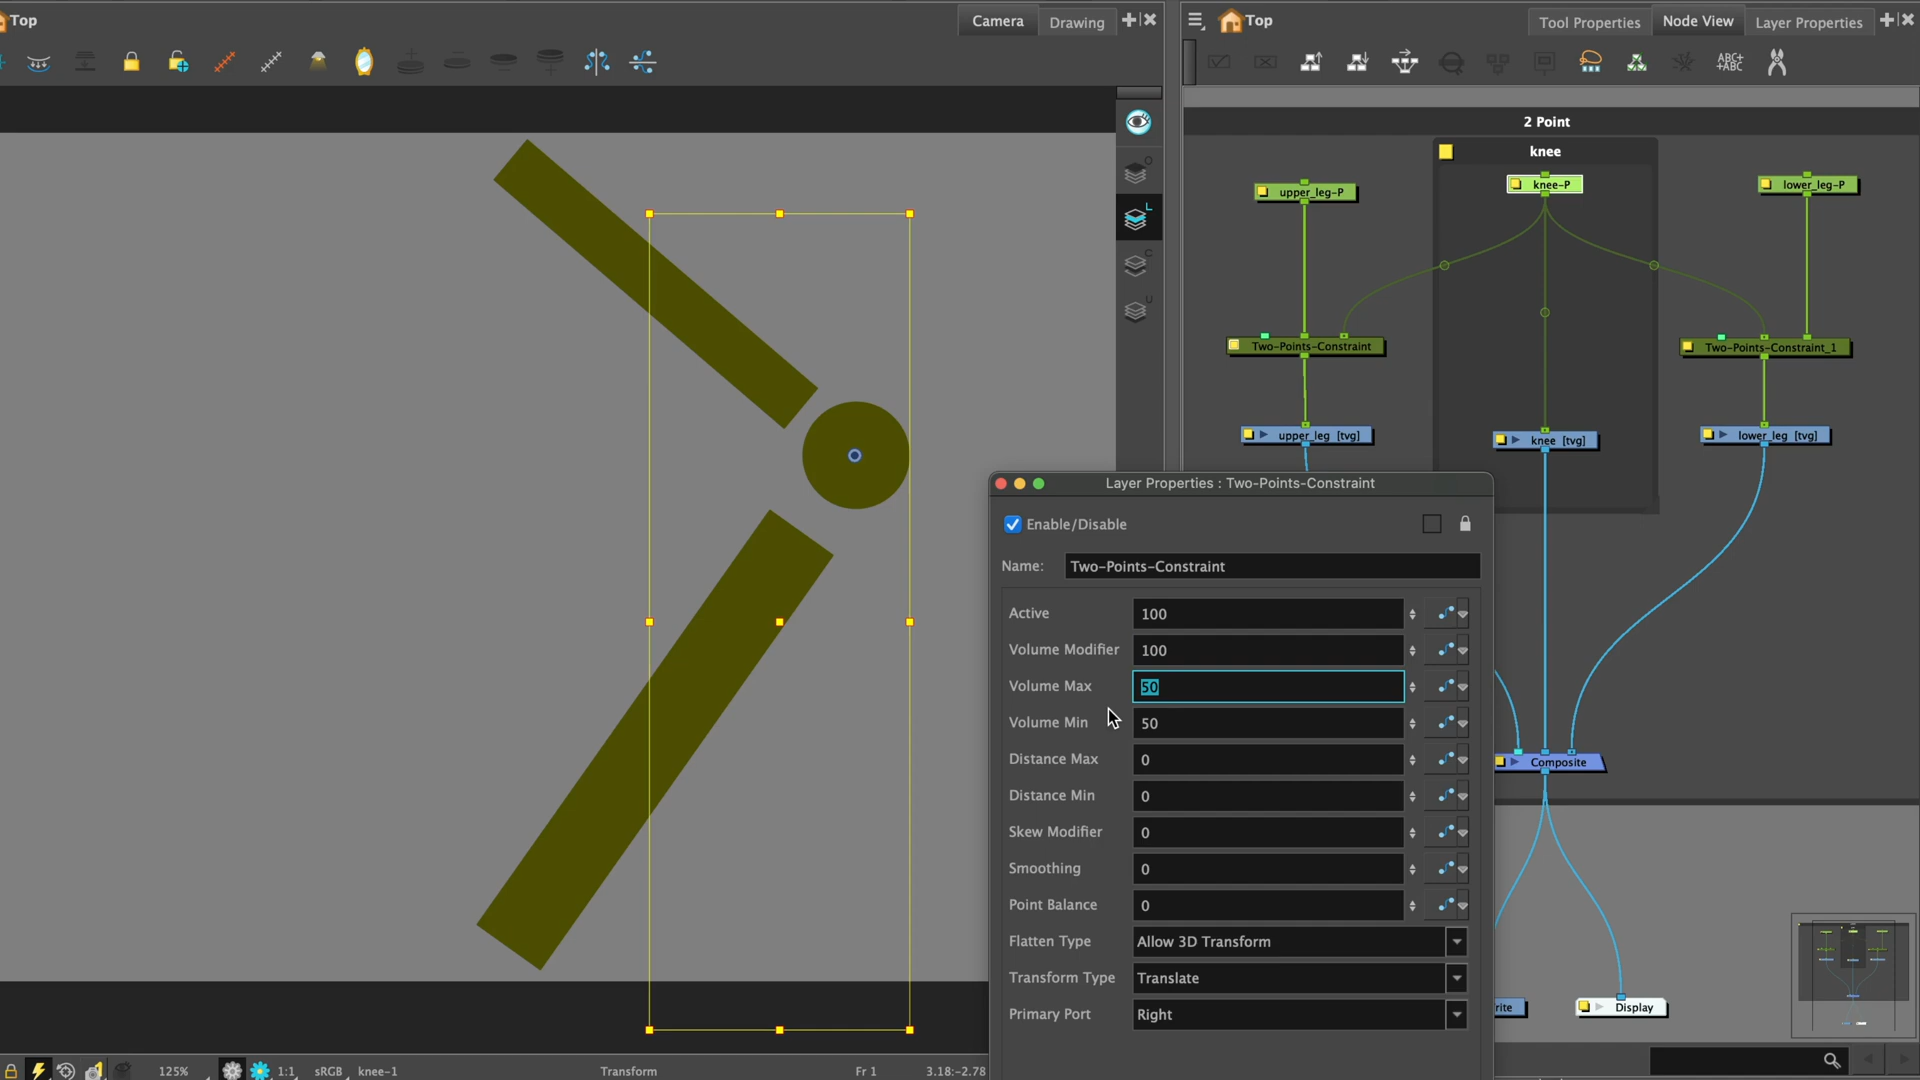 Top
Camera
Drawing
Top
Tool Properties
Node View
Layer Properties
ABC+
+ABC
O
L
C
U
2 Point
knee
upper_leg-P
knee-P
lower_leg-P
Two-Points-Constraint
Two-Points-Constraint_1
upper_leg [tvg]
knee [tvg]
lower_leg [tvg]
Layer Properties : Two-Points-Constraint
Enable/Disable
Name: Two-Points-Constraint
Active 100
Volume Modifier 100
Volume Max 50
Volume Min 50
Distance Max 0
Distance Min 0
Skew Modifier 0
Smoothing 0
Point Balance 0
Flatten Type Allow 3D Transform
Transform Type Translate
Primary Port Right
Composite
rite
Display
125%
1:1
sRGB
knee-1
Transform
Fr 1
3.18:-2.78